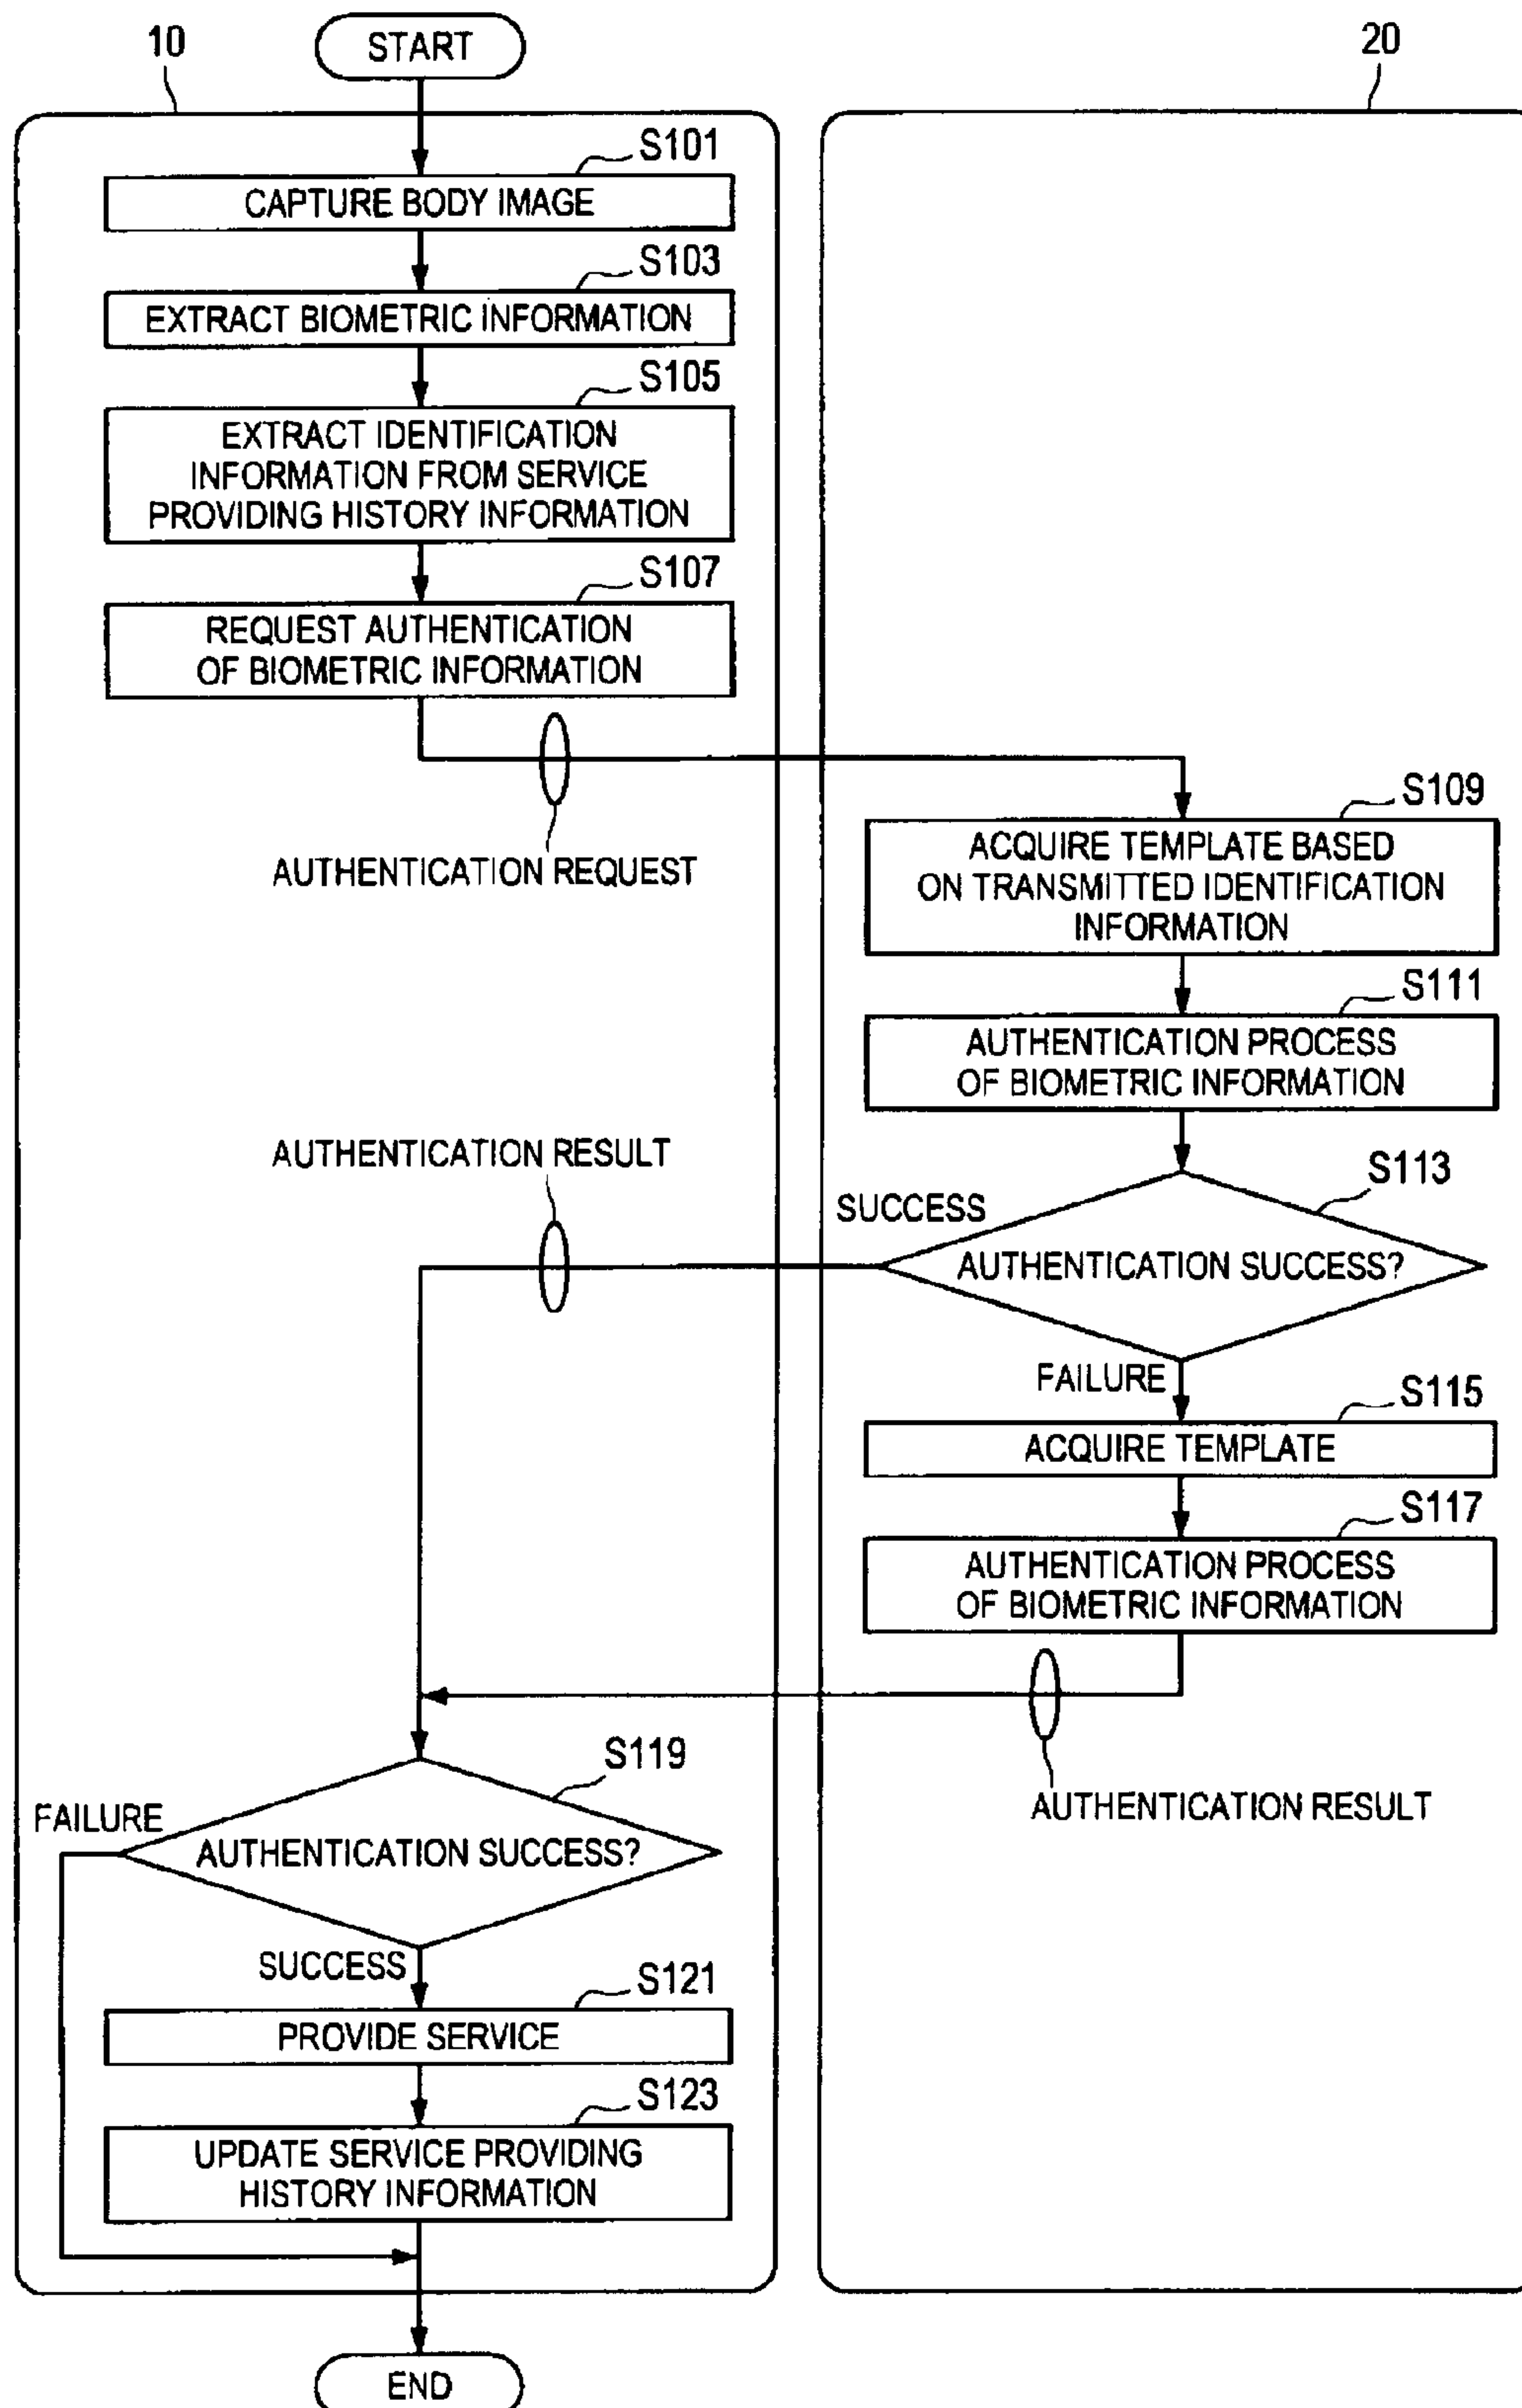 10
START
20
S101
CAPTURE BODY IMAGE
S103
EXTRACT BIOMETRIC INFORMATION
S105
EXTRACT IDENTIFICATION
INFORMATION FROM SERVICE
PROVIDING HISTORY INFORMATION
S107
REQUEST AUTHENTICATION
OF BIOMETRIC INFORMATION
AUTHENTICATION REQUEST
S109
ACQUIRE TEMPLATE BASED
ON TRANSMITTED IDENTIFICATION
INFORMATION
S111
AUTHENTICATION PROCESS
OF BIOMETRIC INFORMATION
AUTHENTICATION RESULT
S113
SUCCESS
AUTHENTICATION SUCCESS?
FAILURE
S115
ACQUIRE TEMPLATE
S117
AUTHENTICATION PROCESS
OF BIOMETRIC INFORMATION
AUTHENTICATION RESULT
S119
FAILURE
AUTHENTICATION SUCCESS?
SUCCESS
S121
PROVIDE SERVICE
S123
UPDATE SERVICE PROVIDING
HISTORY INFORMATION
END